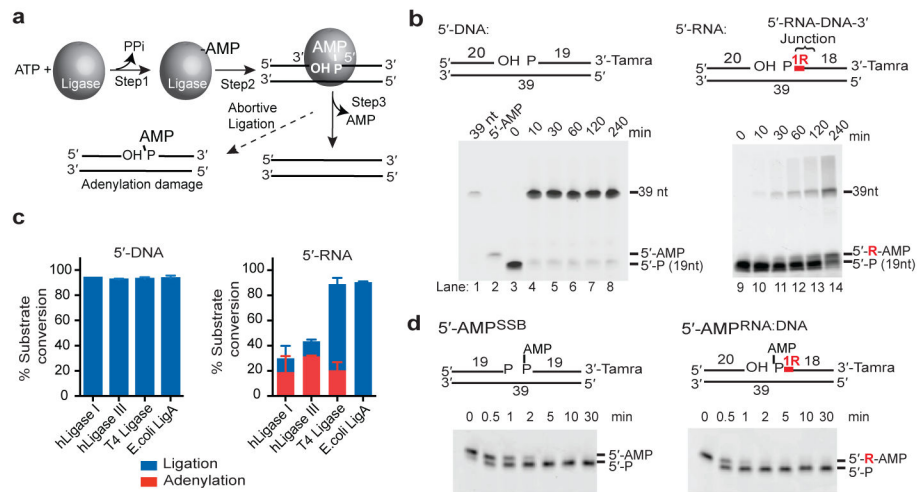 a
PPi
ATP +
Ligase
Step1
-AMP
Ligase
Step2
AMP
3′ 5′
OH P
5′ 3′
3′ 5′
Step3
AMP
Abortive
Ligation
AMP
5′ OH P 3′
3′ 5′
Adenylation damage
5′ 3′
3′ 5′
b
5′-DNA:
20 OH P 19
5′ 3′-Tamra
3′ 5′
39
39 nt
5′-AMP
0 10 30 60 120 240 min
39 nt
5′-AMP
5′-P (19nt)
Lane: 1 2 3 4 5 6 7 8
5′-RNA:
5′-RNA-DNA-3′
Junction
20 OH P 1R 18
5′ 3′-Tamra
3′ 5′
39
0 10 30 60 120 240 min
39nt
5′-R-AMP
5′-P (19nt)
9 10 11 12 13 14
c
5′-DNA
% Substrate
conversion
100
80
60
40
20
0
hLigase I
hLigase III
T4 Ligase
E.coli LigA
5′-RNA
% Substrate
conversion
100
80
60
40
20
0
hLigase I
hLigase III
T4 Ligase
E.coli LigA
Ligation
Adenylation
d
5′-AMPSSB
AMP
19 P P 19
5′ 3′-Tamra
3′ 5′
39
0 0.5 1 2 5 10 30 min
5′-AMP
5′-P
5′-AMPRNA:DNA
AMP
20 OH P 1R 18
5′ 3′-Tamra
3′ 5′
39
0 0.5 1 2 5 10 30 min
5′-R-AMP
5′-P